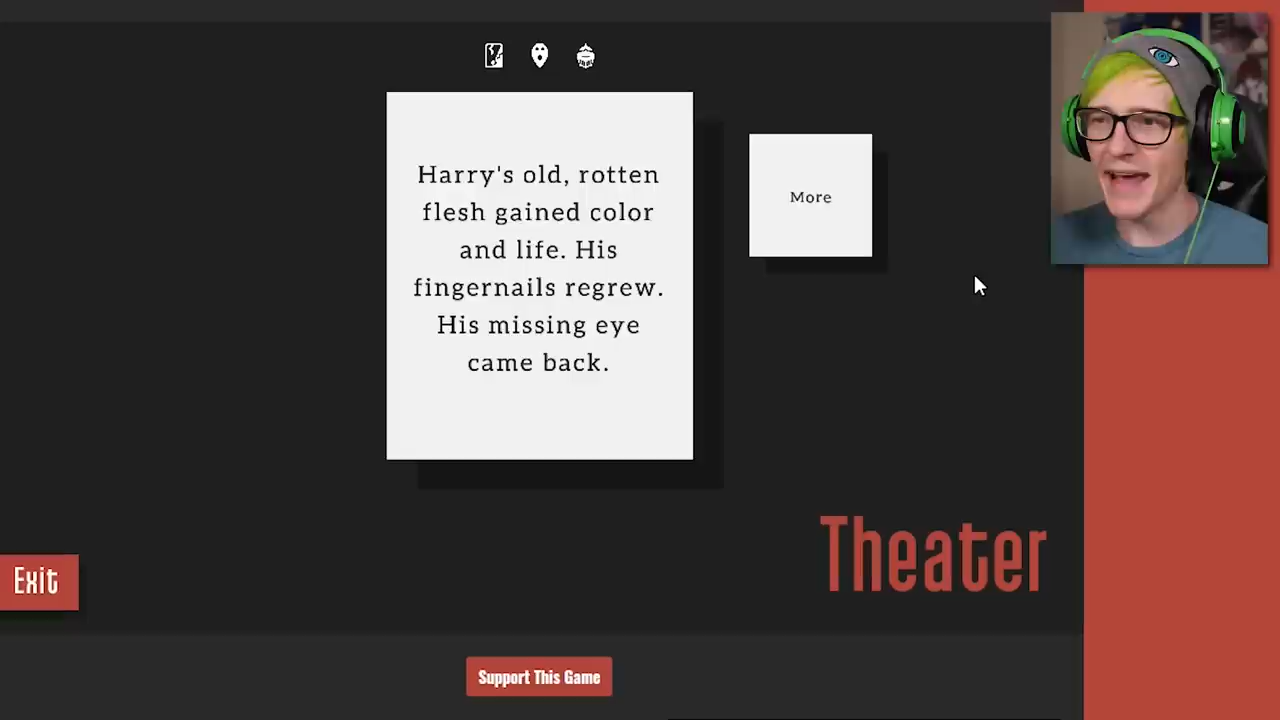 Harry's old, rotten
flesh gained color
and life. His
fingernails regrew.
His missing eye
came back.
More
Theater
Exit
Support This Game